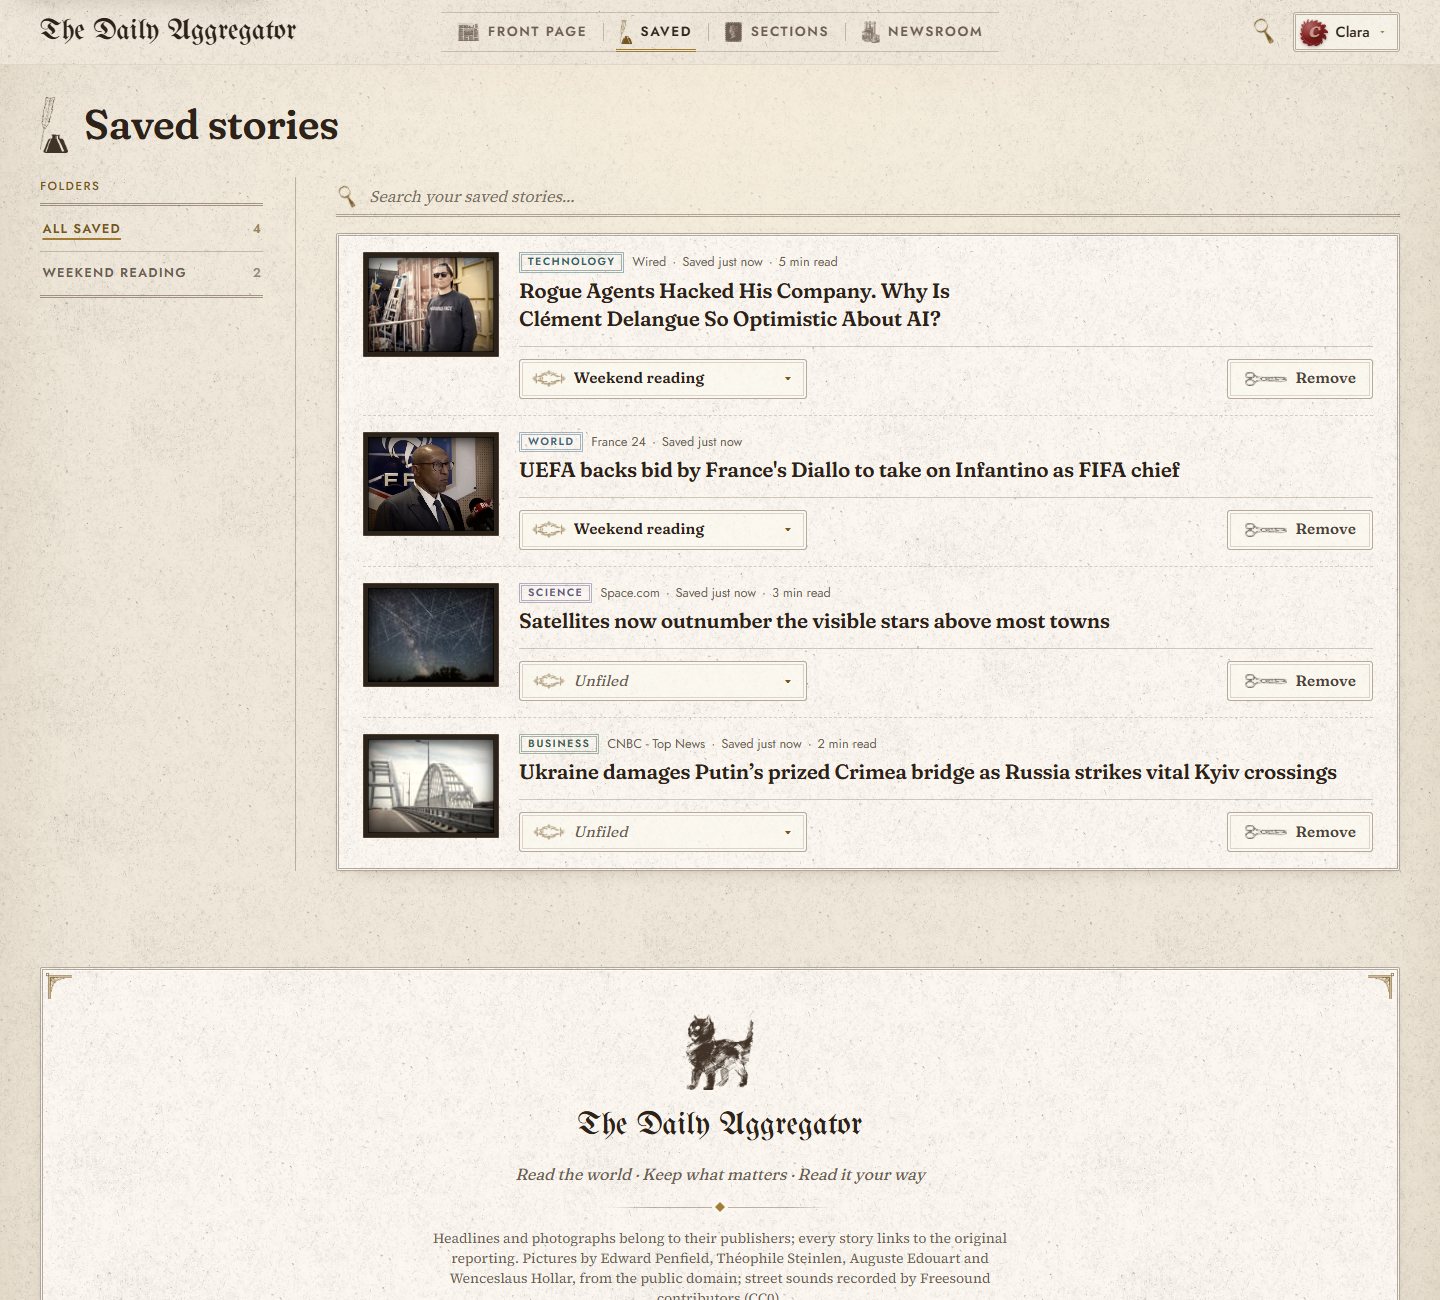 The Daily Aggregator
FRONT PAGE
SAVED
SECTIONS
NEWSROOM
C
Clara
Saved stories
FOLDERS
ALL SAVED 4
WEEKEND READING 2
Search your saved stories...
TECHNOLOGY Wired · Saved just now · 5 min read
Rogue Agents Hacked His Company. Why Is
Clément Delangue So Optimistic About AI?
Weekend reading
Remove
WORLD France 24 · Saved just now
UEFA backs bid by France's Diallo to take on Infantino as FIFA chief
Weekend reading
Remove
SCIENCE Space.com · Saved just now · 3 min read
Satellites now outnumber the visible stars above most towns
Unfiled
Remove
BUSINESS CNBC - Top News · Saved just now · 2 min read
Ukraine damages Putin’s prized Crimea bridge as Russia strikes vital Kyiv crossings
Unfiled
Remove
The Daily Aggregator
Read the world · Keep what matters · Read it your way
Headlines and photographs belong to their publishers; every story links to the original
reporting. Pictures by Edward Penfield, Théophile Steinlen, Auguste Edouart and
Wenceslaus Hollar, from the public domain; street sounds recorded by Freesound
contributors (CC0).